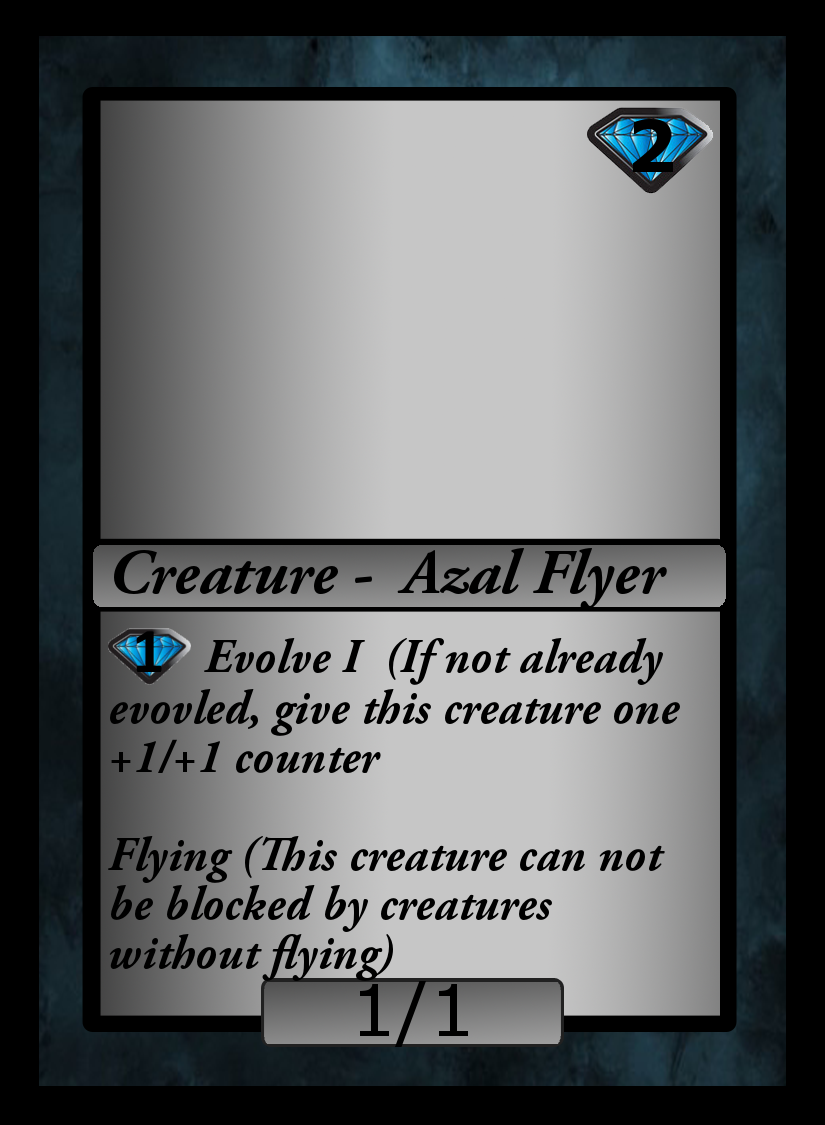 2
Creature - Azal Flyer
1 Evolve I (If not already
evovled, give this creature one
+1/+1 counter
Flying (This creature can not
be blocked by creatures
without flying)
1/1